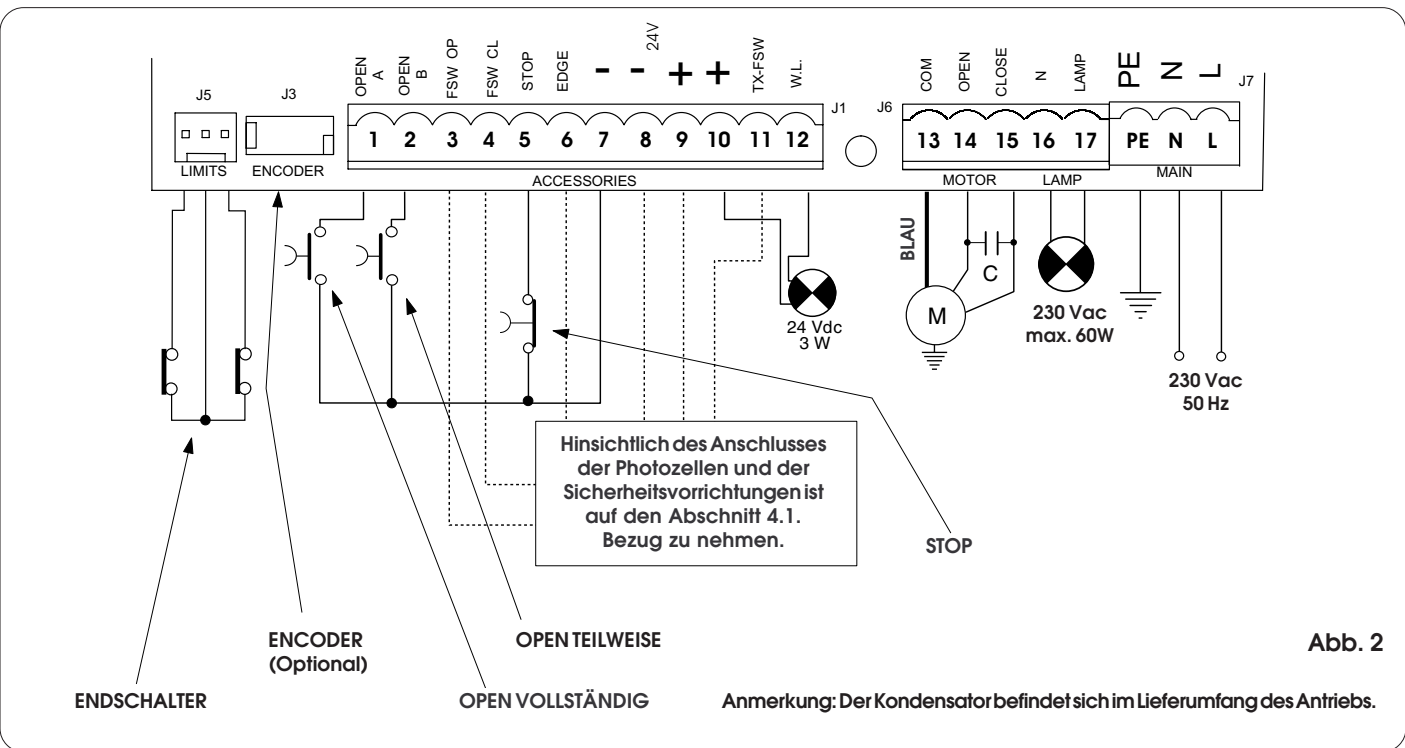 OPEN A
OPEN B
FSW OP
FSW CL
STOP
EDGE
-
-
24V
+
+
TX-FSW
W.L.
COM
OPEN
CLOSE
N
LAMP
PE
N
L
J5
J3
J1
J6
J7
1 2 3 4 5 6 7 8 9 10 11 12
13 14 15 16 17
PE N L
LIMITS
ENCODER
ACCESSORIES
MOTOR
LAMP
MAIN
BLAU
C
M
24 Vdc
3 W
230 Vac
max. 60W
230 Vac
50 Hz
Hinsichtlich des Anschlusses
der Photozellen und der
Sicherheitsvorrichtungen ist
auf den Abschnitt 4.1.
Bezug zu nehmen.
STOP
ENCODER
(Optional)
OPEN TEILWEISE
Abb. 2
ENDSCHALTER
OPEN VOLLSTÄNDIG
Anmerkung: Der Kondensator befindet sich im Lieferumfang des Antriebs.